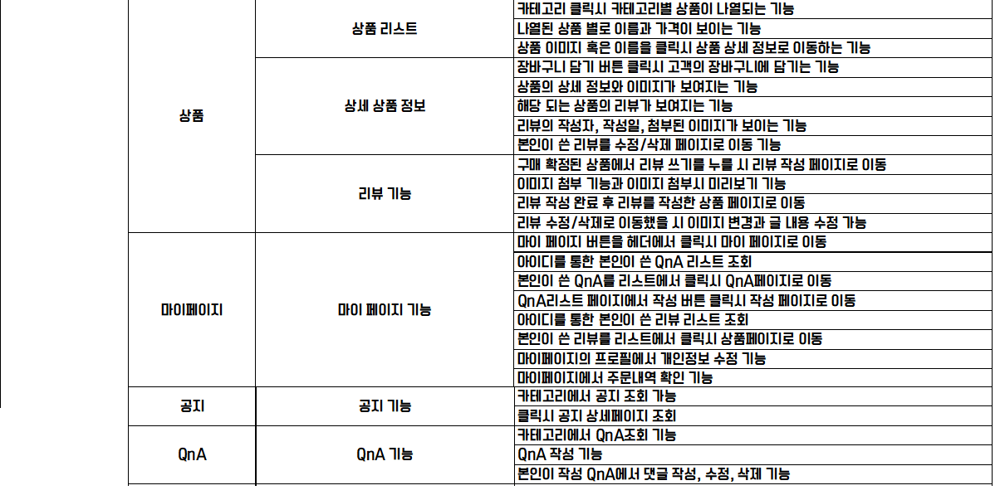 카테고리 클릭시 카테고리별 상품이 나열되는 기능
상품 리스트
나열된 상품 별로 이름과 가격이 보이는 기능
상품 이미지 혹은 이름을 클릭시 상품 상세 정보로 이동하는 기능
장바구니 담기 버튼 클릭시 고객의 장바구니에 담기는 기능
상품의 상세 정보와 이미지가 보여지는 기능
상품
상세 상품 정보
해당 되는 상품의 리뷰가 보여지는 기능
리뷰의 작성자, 작성일, 첨부된 이미지가 보이는 기능
본인이 쓴 리뷰를 수정/삭제 페이지로 이동 기능
구매 확정된 상품에서 리뷰 쓰기를 누를 시 리뷰 작성 페이지로 이동
이미지 첨부 기능과 이미지 첨부시 미리보기 기능
리뷰 기능
리뷰 작성 완료 후 리뷰를 작성한 상품 페이지로 이동
리뷰 수정/삭제로 이동했을 시 이미지 변경과 글 내용 수정 가능
마이 페이지 버튼을 헤더에서 클릭시 마이 페이지로 이동
아이디를 통한 본인이 쓴 QnA 리스트 조회
본인이 쓴 QnA를 리스트에서 클릭시 QnA페이지로 이동
QnA리스트 페이지에서 작성 버튼 클릭시 작성 페이지로 이동
마이페이지
마이 페이지 기능
아이디를 통한 본인이 쓴 리뷰 리스트 조회
본인이 쓴 리뷰를 리스트에서 클릭시 상품페이지로 이동
마이페이지의 프로필에서 개인정보 수정 기능
마이페이지에서 주문내역 확인 기능
공지
공지 기능
카테고리에서 공지 조회 가능
클릭시 공지 상세페이지 조회
카테고리에서 QnA조회 기능
QnA
QnA 기능
QnA 작성 기능
본인이 작성 QnA에서 댓글 작성, 수정, 삭제 기능